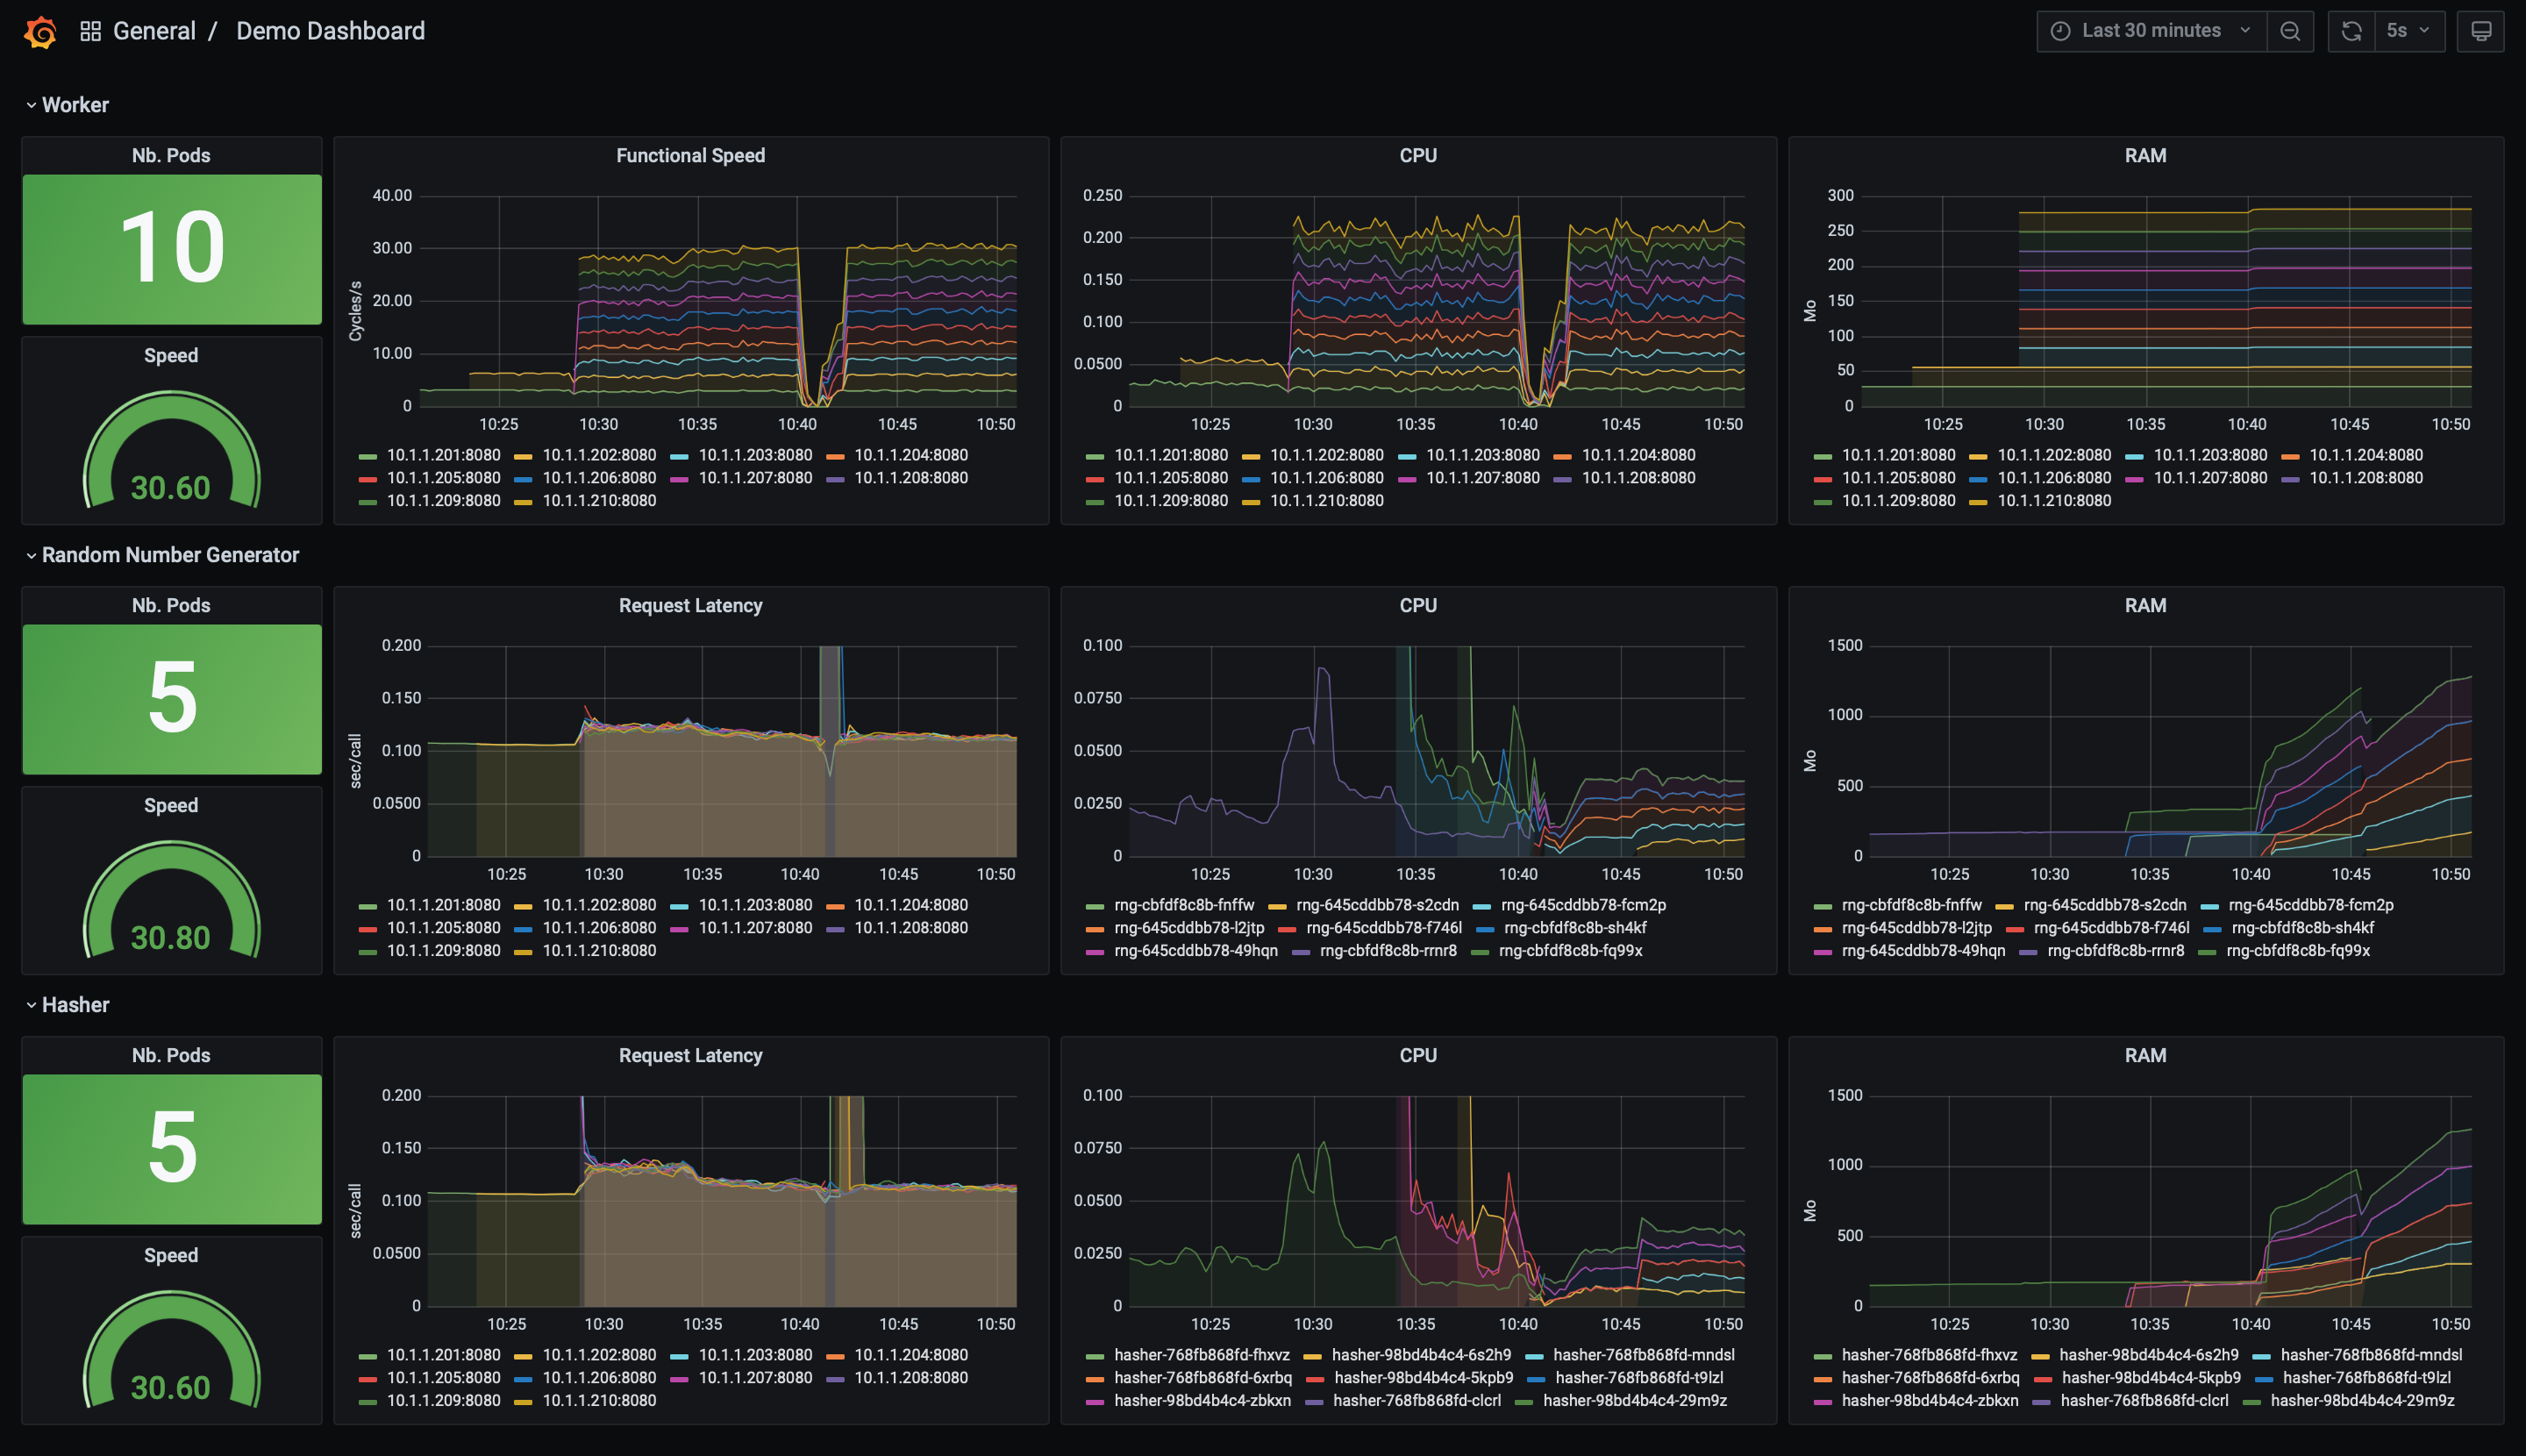 General / Demo Dashboard
Last 30 minutes
5s
Worker
Nb. Pods
10
Speed
30.60
Functional Speed
Cycles/s
40.00
30.00
20.00
10.00
0
10:25 10:30 10:35 10:40 10:45 10:50
10.1.1.201:8080 10.1.1.202:8080 10.1.1.203:8080 10.1.1.204:8080
10.1.1.205:8080 10.1.1.206:8080 10.1.1.207:8080 10.1.1.208:8080
10.1.1.209:8080 10.1.1.210:8080
CPU
0.250
0.200
0.150
0.100
0.0500
0
10:25 10:30 10:35 10:40 10:45 10:50
10.1.1.201:8080 10.1.1.202:8080 10.1.1.203:8080 10.1.1.204:8080
10.1.1.205:8080 10.1.1.206:8080 10.1.1.207:8080 10.1.1.208:8080
10.1.1.209:8080 10.1.1.210:8080
RAM
Mo
300
250
200
150
100
50
0
10:25 10:30 10:35 10:40 10:45 10:50
10.1.1.201:8080 10.1.1.202:8080 10.1.1.203:8080 10.1.1.204:8080
10.1.1.205:8080 10.1.1.206:8080 10.1.1.207:8080 10.1.1.208:8080
10.1.1.209:8080 10.1.1.210:8080
Random Number Generator
Nb. Pods
5
Speed
30.80
Request Latency
sec/call
0.200
0.150
0.100
0.0500
0
10:25 10:30 10:35 10:40 10:45 10:50
10.1.1.201:8080 10.1.1.202:8080 10.1.1.203:8080 10.1.1.204:8080
10.1.1.205:8080 10.1.1.206:8080 10.1.1.207:8080 10.1.1.208:8080
10.1.1.209:8080 10.1.1.210:8080
CPU
0.100
0.0750
0.0500
0.0250
0
10:25 10:30 10:35 10:40 10:45 10:50
rng-cbfdf8c8b-fnffw rng-645cddbb78-s2cdn rng-645cddbb78-fcm2p
rng-645cddbb78-l2jtp rng-645cddbb78-f746l rng-cbfdf8c8b-sh4kf
rng-645cddbb78-49hqn rng-cbfdf8c8b-rrnr8 rng-cbfdf8c8b-fq99x
RAM
Mo
1500
1000
500
0
10:25 10:30 10:35 10:40 10:45 10:50
rng-cbfdf8c8b-fnffw rng-645cddbb78-s2cdn rng-645cddbb78-fcm2p
rng-645cddbb78-l2jtp rng-645cddbb78-f746l rng-cbfdf8c8b-sh4kf
rng-645cddbb78-49hqn rng-cbfdf8c8b-rrnr8 rng-cbfdf8c8b-fq99x
Hasher
Nb. Pods
5
Speed
30.60
Request Latency
sec/call
0.200
0.150
0.100
0.0500
0
10:25 10:30 10:35 10:40 10:45 10:50
10.1.1.201:8080 10.1.1.202:8080 10.1.1.203:8080 10.1.1.204:8080
10.1.1.205:8080 10.1.1.206:8080 10.1.1.207:8080 10.1.1.208:8080
10.1.1.209:8080 10.1.1.210:8080
CPU
0.100
0.0750
0.0500
0.0250
0
10:25 10:30 10:35 10:40 10:45 10:50
hasher-768fb868fd-fhxvz hasher-98bd4b4c4-6s2h9 hasher-768fb868fd-mndsl
hasher-768fb868fd-6xrbq hasher-98bd4b4c4-5kpb9 hasher-768fb868fd-t9lzl
hasher-98bd4b4c4-zbkxn hasher-768fb868fd-clcrl hasher-98bd4b4c4-29m9z
RAM
Mo
1500
1000
500
0
10:25 10:30 10:35 10:40 10:45 10:50
hasher-768fb868fd-fhxvz hasher-98bd4b4c4-6s2h9 hasher-768fb868fd-mndsl
hasher-768fb868fd-6xrbq hasher-98bd4b4c4-5kpb9 hasher-768fb868fd-t9lzl
hasher-98bd4b4c4-zbkxn hasher-768fb868fd-clcrl hasher-98bd4b4c4-29m9z